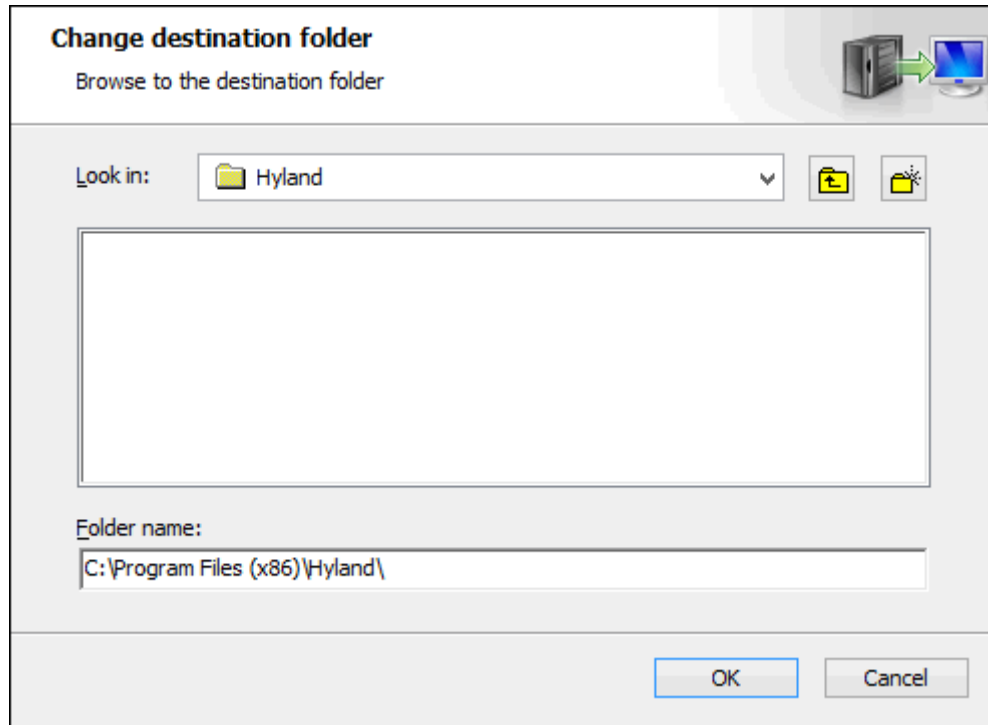 Change destination folder
Browse to the destination folder
Look in:
Hyland
Folder name:
C:\Program Files (x86)\Hyland\
OK
Cancel